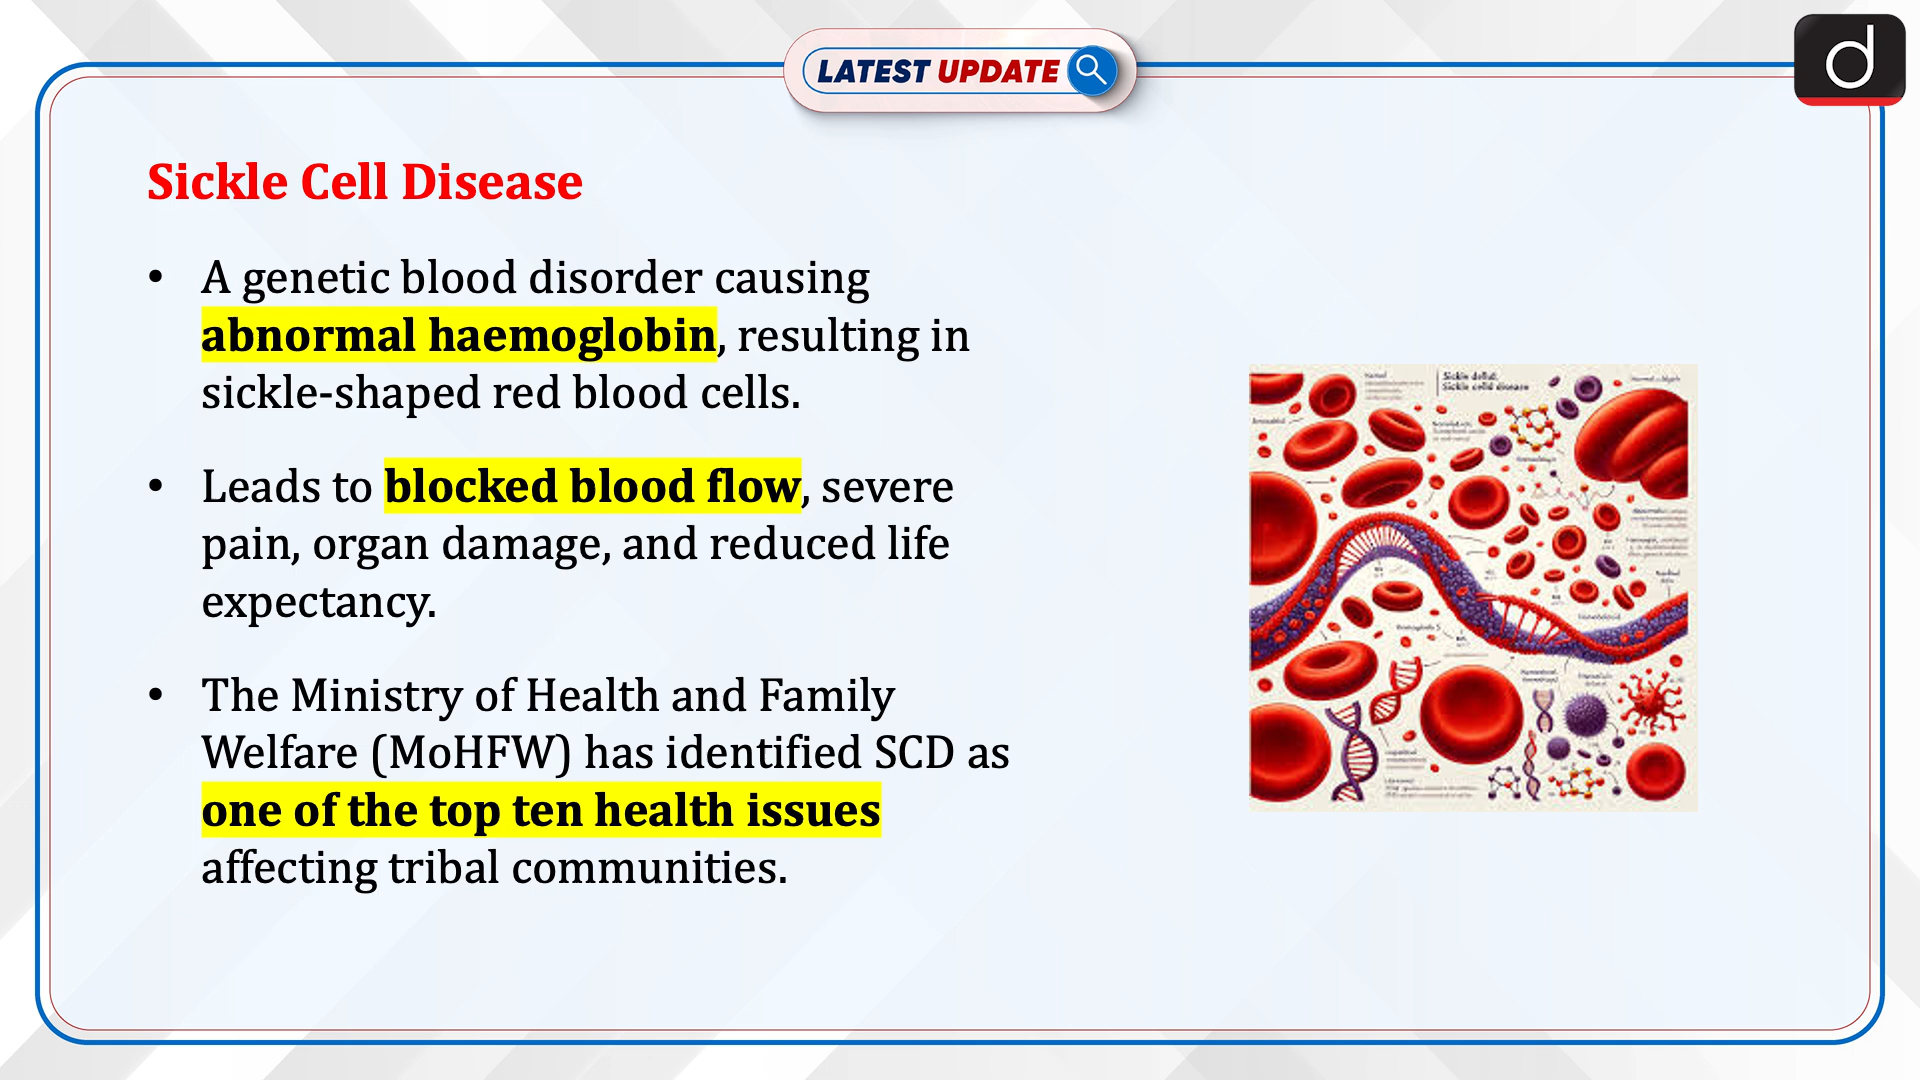 LATEST UPDATE
d
Sickle Cell Disease
• A genetic blood disorder causing
abnormal haemoglobin, resulting in
sickle-shaped red blood cells.
• Leads to blocked blood flow, severe
pain, organ damage, and reduced life
expectancy.
• The Ministry of Health and Family
Welfare (MoHFW) has identified SCD as
one of the top ten health issues
affecting tribal communities.